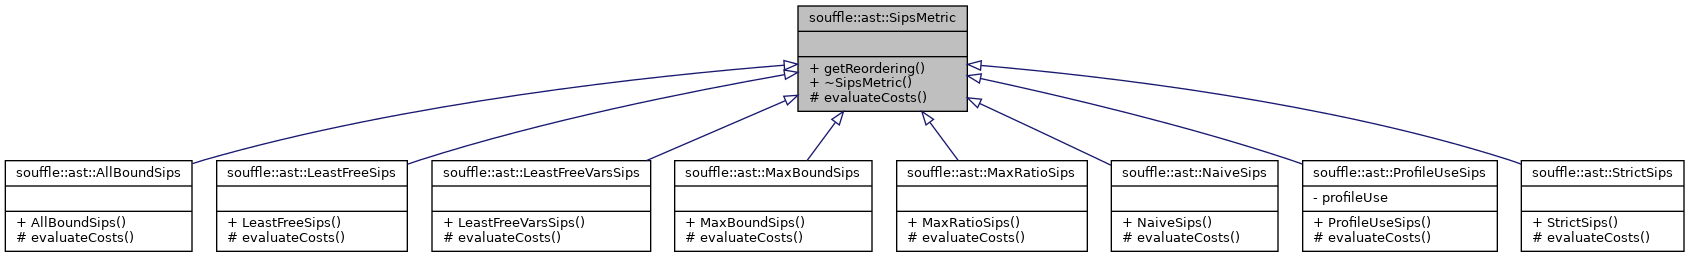 souffle::ast::SipsMetric
+ getReordering()
+ ~SipsMetric()
# evaluateCosts()
souffle::ast::AllBoundSips
+ AllBoundSips()
# evaluateCosts()
souffle::ast::LeastFreeSips
+ LeastFreeSips()
# evaluateCosts()
souffle::ast::LeastFreeVarsSips
+ LeastFreeVarsSips()
# evaluateCosts()
souffle::ast::MaxBoundSips
+ MaxBoundSips()
# evaluateCosts()
souffle::ast::MaxRatioSips
+ MaxRatioSips()
# evaluateCosts()
souffle::ast::NaiveSips
+ NaiveSips()
# evaluateCosts()
souffle::ast::ProfileUseSips
- profileUse
+ ProfileUseSips()
# evaluateCosts()
souffle::ast::StrictSips
+ StrictSips()
# evaluateCosts()